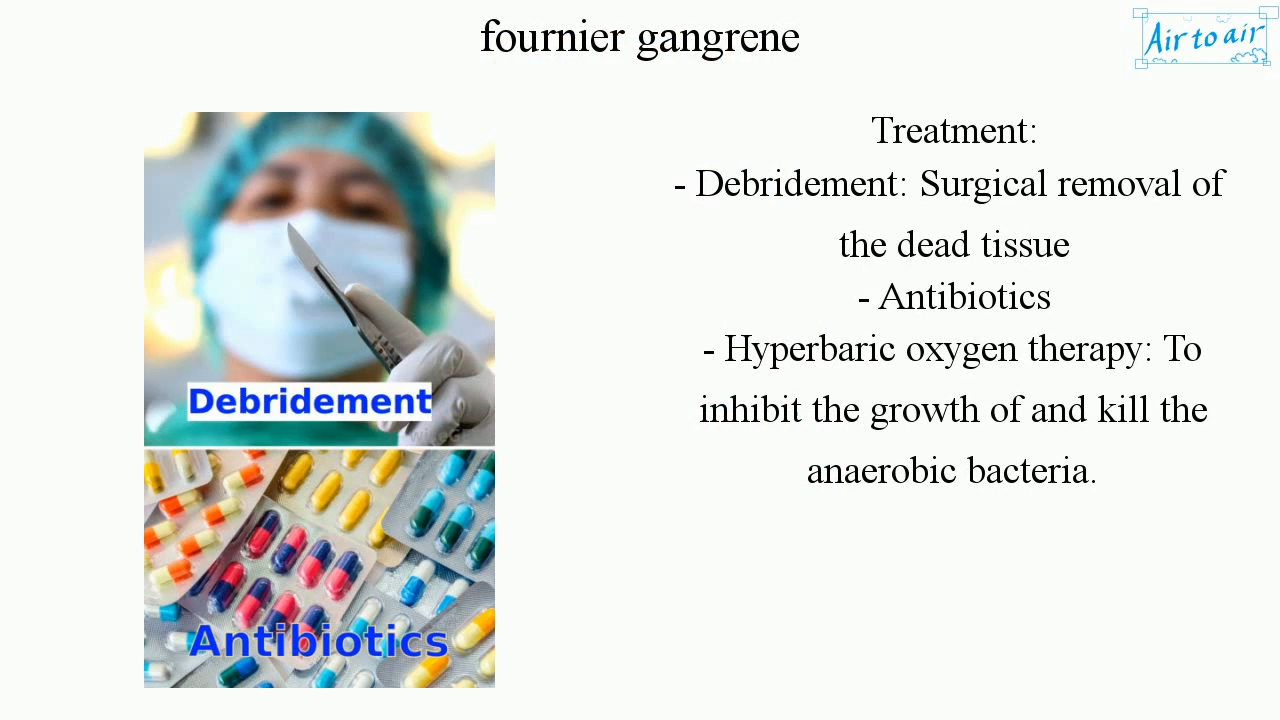 fournier gangrene
Air to air
Treatment:
- Debridement: Surgical removal of
the dead tissue
- Antibiotics
- Hyperbaric oxygen therapy: To
inhibit the growth of and kill the
anaerobic bacteria.
Debridement
Antibiotics